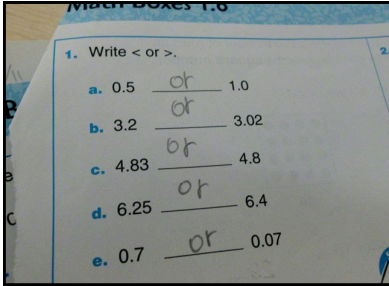 Math Boxes 1.6
1. Write < or >.
a. 0.5 or 1.0
b. 3.2 or 3.02
c. 4.83 or 4.8
d. 6.25 or 6.4
e. 0.7 or 0.07
2.